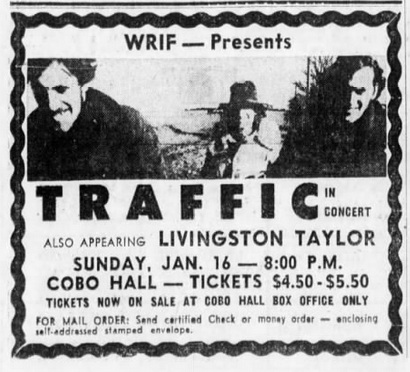 WRIF — Presents
TRAFFIC IN CONCERT
ALSO APPEARING LIVINGSTON TAYLOR
SUNDAY, JAN. 16 — 8:00 P.M.
COBO HALL — TICKETS $4.50 - $5.50
TICKETS NOW ON SALE AT COBO HALL BOX OFFICE ONLY
FOR MAIL ORDER: Send certified Check or money order — enclosing
self-addressed stamped envelope.